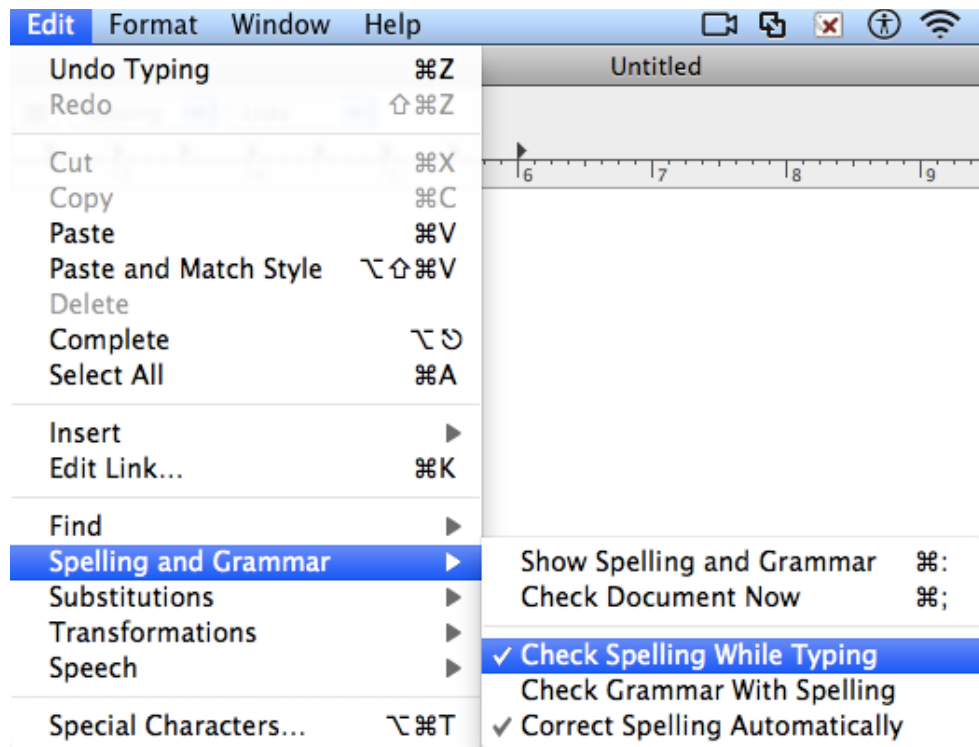 Edit Format Window Help
Untitled
Undo Typing ⌘Z
Redo ⇧⌘Z
Cut ⌘X
Copy ⌘C
Paste ⌘V
Paste and Match Style ⌥⇧⌘V
Delete
Complete ⌥⎋
Select All ⌘A
Insert ▶
Edit Link... ⌘K
Find ▶
Spelling and Grammar ▶
Substitutions ▶
Transformations ▶
Speech ▶
Special Characters... ⌥⌘T
6 7 8 9
Show Spelling and Grammar ⌘:
Check Document Now ⌘;
✓ Check Spelling While Typing
Check Grammar With Spelling
✓ Correct Spelling Automatically